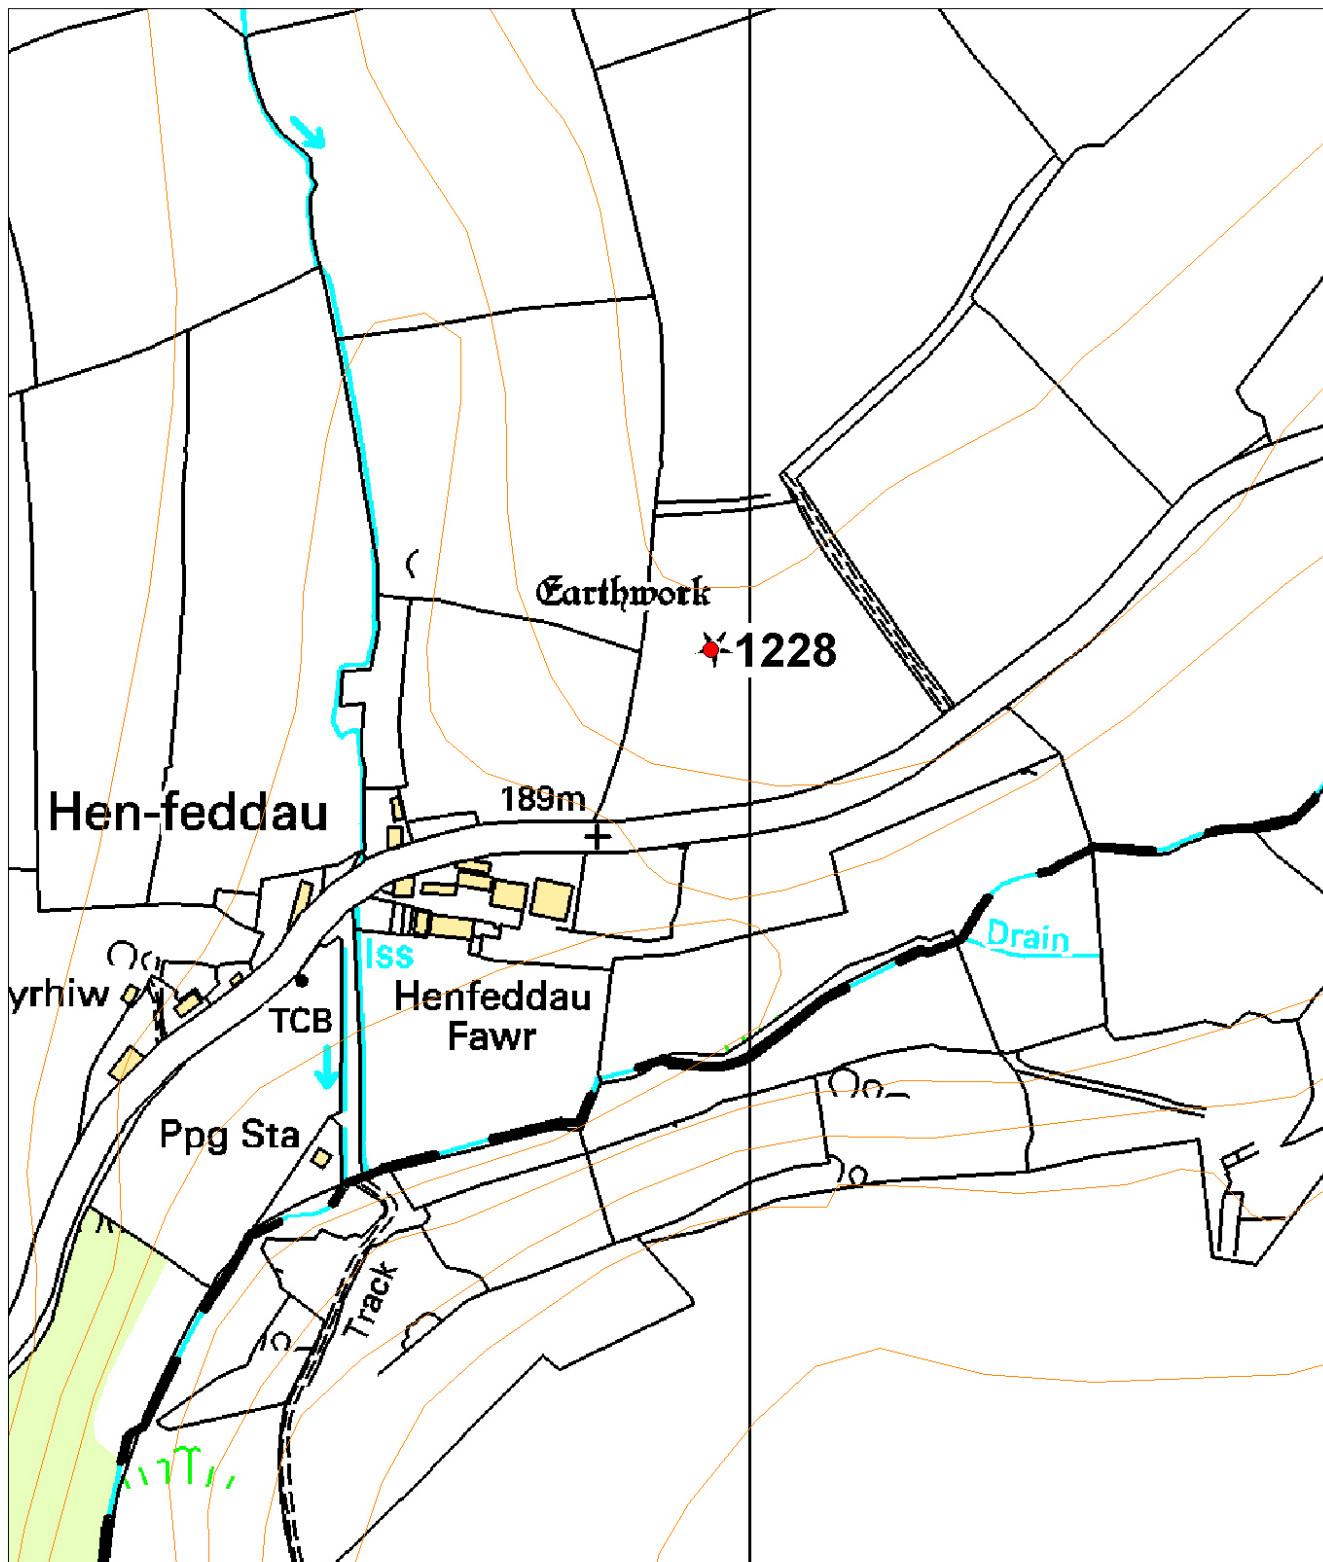 Earthwork
1228
Hen-feddau
189m
Iss
Drain
yrhiw
Henfeddau
Fawr
TCB
Ppg Sta
Track